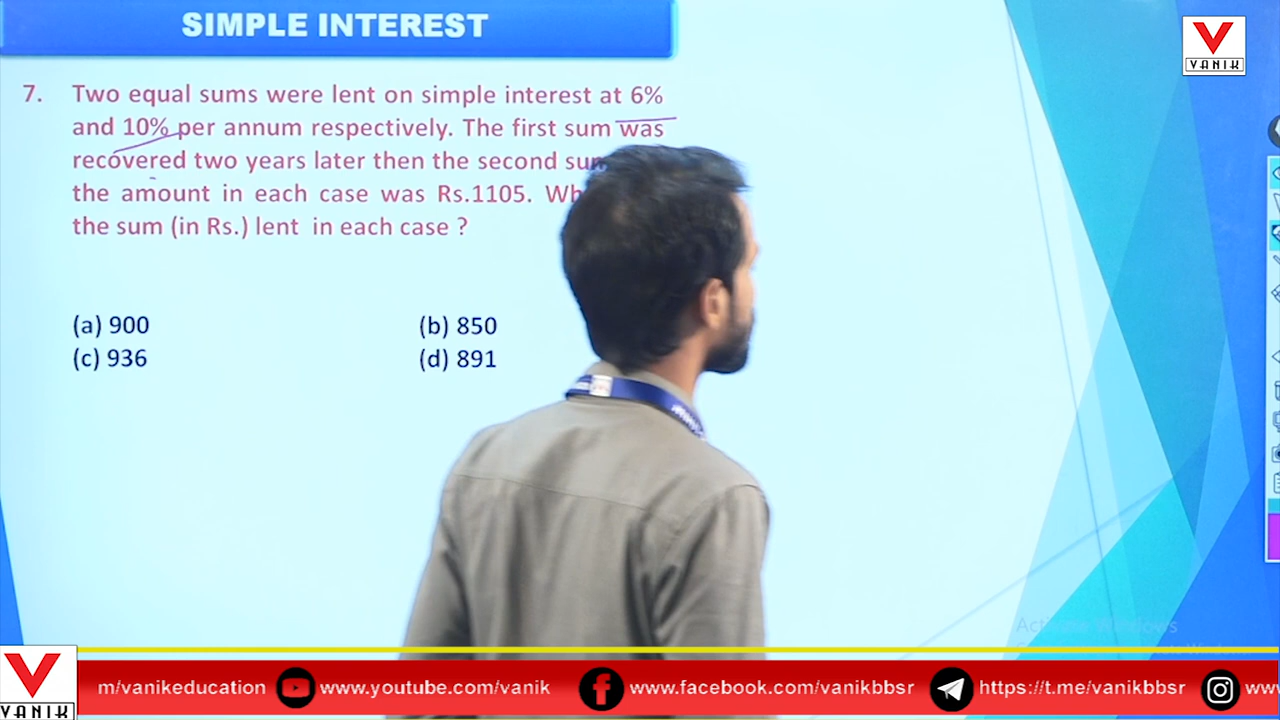 SIMPLE INTEREST
VANIK
7. Two equal sums were lent on simple interest at 6%
and 10% per annum respectively. The first sum was
recovered two years later then the second
the amount in each case was Rs.1105.
the sum (in Rs.) lent in each case ?
(a) 900 (b) 850
(c) 936 (d) 891
Activate Windows
VANIK
m/vanikeducation www.youtube.com/vanik www.facebook.com/vanikbbsr https://t.me/vanikbbsr